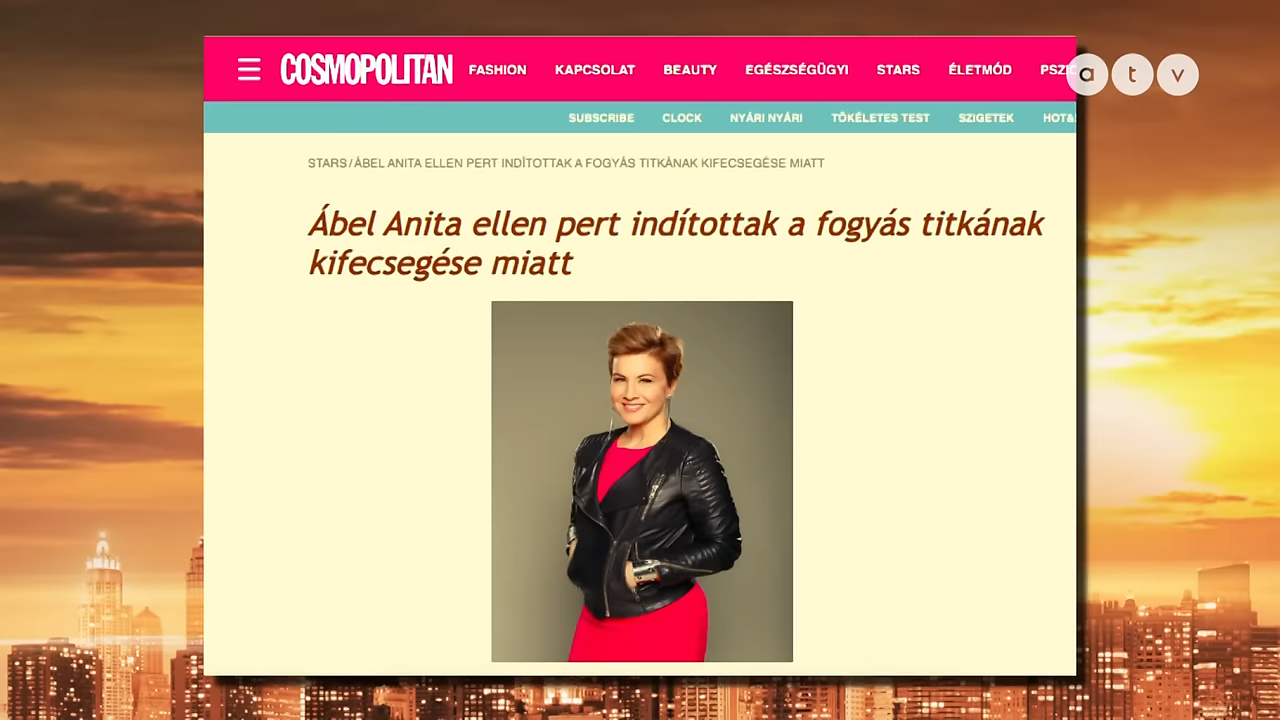 COSMOPOLITAN FASHION KAPCSOLAT BEAUTY EGÉSZSÉGÜGYI STARS ÉLETMÓD
a t v
SUBSCRIBE CLOCK NYÁRI NYÁRI TÖKÉLETES TEST SZIGETEK HOT&
STARS / ÁBEL ANITA ELLEN PERT INDÍTOTTAK A FOGYÁS TITKÁNAK KIFECSEGÉSE MIATT
Ábel Anita ellen pert indítottak a fogyás titkának
kifecsegése miatt